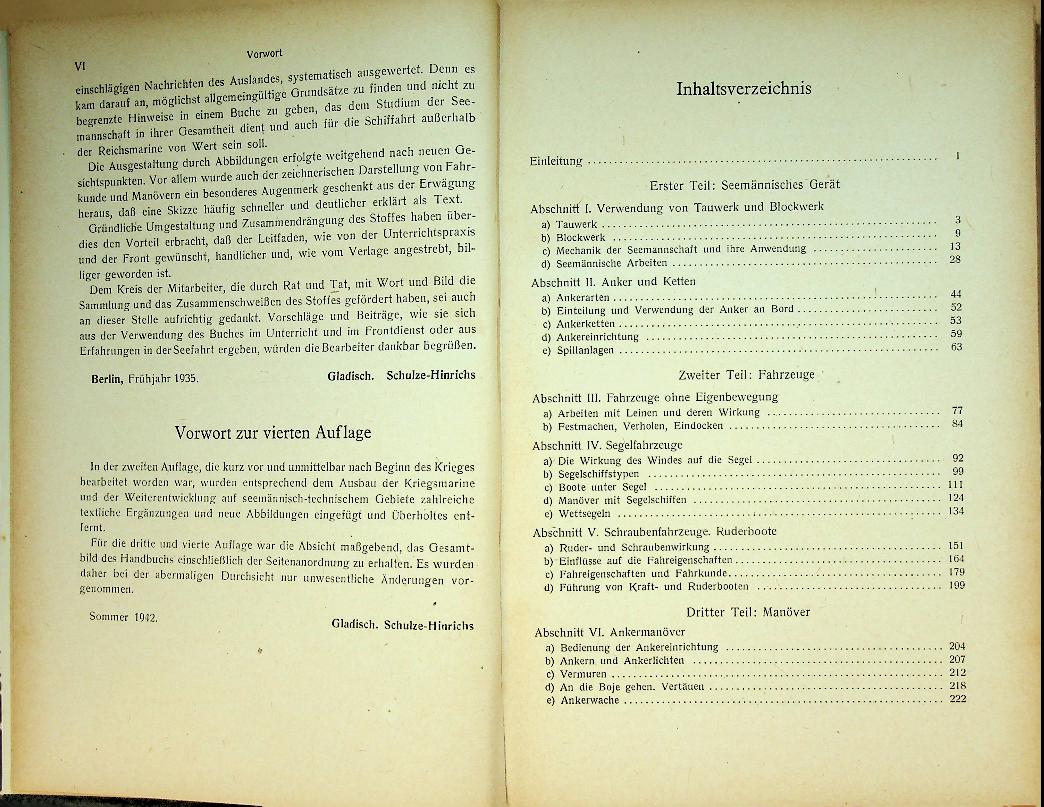 VI
Vorwort
einschlägigen Nachrichten des Auslandes, systematisch ausgewertet. Denn es
kam darauf an, möglichst allgemeingültige Grundsätze zu finden und nicht zu
begrenzte Hinweise in einem Buche zu geben, das dem Studium der See-
mannschaft in ihrer Gesamtheit dient und auch für die Schiffahrt außerhalb
der Reichsmarine von Wert sein soll.
Die Ausgestaltung durch Abbildungen erfolgte weitgehend nach neuen Ge-
sichtspunkten. Vor allem wurde auch der zeichnerischen Darstellung von Fahr-
kunde und Manövern ein besonderes Augenmerk geschenkt aus der Erwägung
heraus, daß eine Skizze häufig schneller und deutlicher erklärt als Text.
Gründliche Umgestaltung und Zusammendrängung des Stoffes haben über-
dies den Vorteil erbracht, daß der Leitfaden, wie von der Unterrichtspraxis
und der Front gewünscht, handlicher und, wie vom Verlage angestrebt, bil-
liger geworden ist.
Dem Kreis der Mitarbeiter, die durch Rat und Tat, mit Wort und Bild die
Sammlung und das Zusammenschweißen des Stoffes gefördert haben, sei auch
an dieser Stelle aufrichtig gedankt. Vorschläge und Beiträge, wie sie sich
aus der Verwendung des Buches im Unterricht und im Frontdienst oder aus
Erfahrungen in der Seefahrt ergeben, würden die Bearbeiter dankbar begrüßen.
Berlin, Frühjahr 1935. Gladisch. Schulze-Hinrichs
Vorwort zur vierten Auflage
In der zweiten Auflage, die kurz vor und unmittelbar nach Beginn des Krieges
bearbeitet worden war, wurden entsprechend dem Ausbau der Kriegsmarine
und der Weiterentwicklung auf seemännisch-technischem Gebiete zahlreiche
textliche Ergänzungen und neue Abbildungen eingefügt und Überholtes ent-
fernt.
Für die dritte und vierte Auflage war die Absicht maßgebend, das Gesamt-
bild des Handbuchs einschließlich der Seitenanordnung zu erhalten. Es wurden
daher bei der abermaligen Durchsicht nur unwesentliche Änderungen vor-
genommen.
Sommer 1942.
Gladisch. Schulze-Hinrichs
Inhaltsverzeichnis
Einleitung 1
Erster Teil: Seemännisches Gerät
Abschnitt I. Verwendung von Tauwerk und Blockwerk
a) Tauwerk 3
b) Blockwerk 9
c) Mechanik der Seemannschaft und ihre Anwendung 13
d) Seemännische Arbeiten 28
Abschnitt II. Anker und Ketten
a) Ankerarten 44
b) Einteilung und Verwendung der Anker an Bord 52
c) Ankerketten 53
d) Ankereinrichtung 59
e) Spillanlagen 63
Zweiter Teil: Fahrzeuge
Abschnitt III. Fahrzeuge ohne Eigenbewegung
a) Arbeiten mit Leinen und deren Wirkung 77
b) Festmachen, Verholen, Eindocken 84
Abschnitt IV. Segelfahrzeuge
a) Die Wirkung des Windes auf die Segel 92
b) Segelschiffstypen 99
c) Boote unter Segel 111
d) Manöver mit Segelschiffen 124
e) Wettsegeln 134
Abschnitt V. Schraubenfahrzeuge. Ruderboote
a) Ruder- und Schraubenwirkung 151
b) Einflüsse auf die Fahreigenschaften 164
c) Fahreigenschaften und Fahrkunde 179
d) Führung von Kraft- und Ruderbooten 199
Dritter Teil: Manöver
Abschnitt VI. Ankermanöver
a) Bedienung der Ankereinrichtung 204
b) Ankern und Ankerlichten 207
c) Vermuren 212
d) An die Boje gehen. Vertäuen 218
e) Ankerwache 222